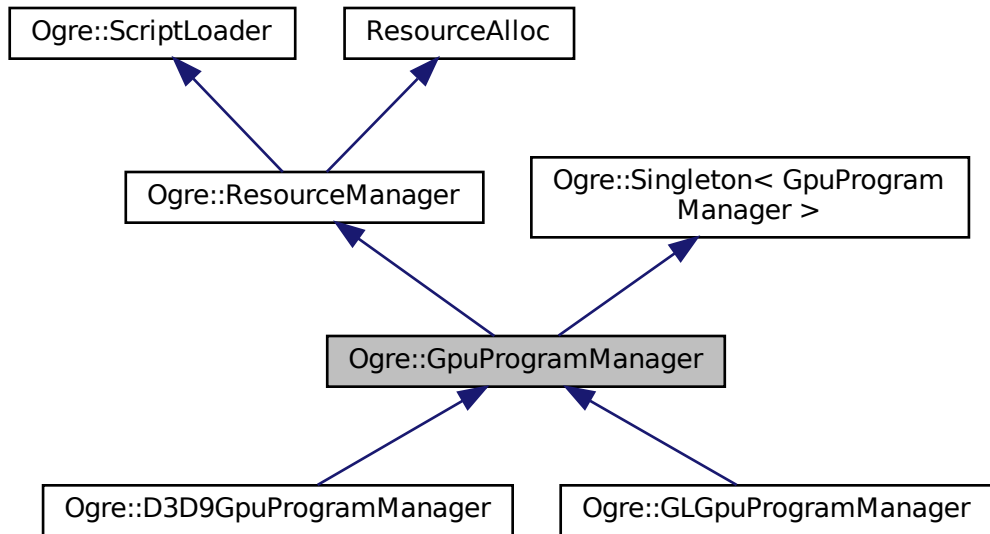 Ogre::ScriptLoader
ResourceAlloc
Ogre::ResourceManager
Ogre::Singleton< GpuProgram
Manager >
Ogre::GpuProgramManager
Ogre::D3D9GpuProgramManager
Ogre::GLGpuProgramManager